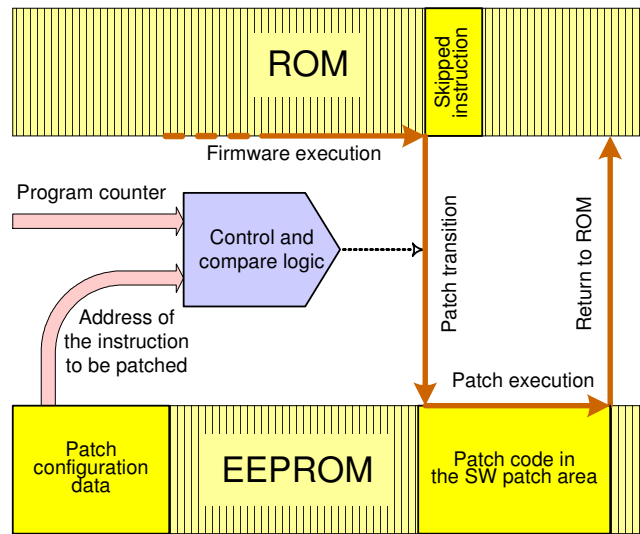 ROM
Skipped
instruction
Firmware execution
Program counter
Control and
compare logic
Patch transition
Return to ROM
Address of
the instruction
to be patched
Patch execution
Patch
configuration
data
EEPROM
Patch code in
the SW patch area